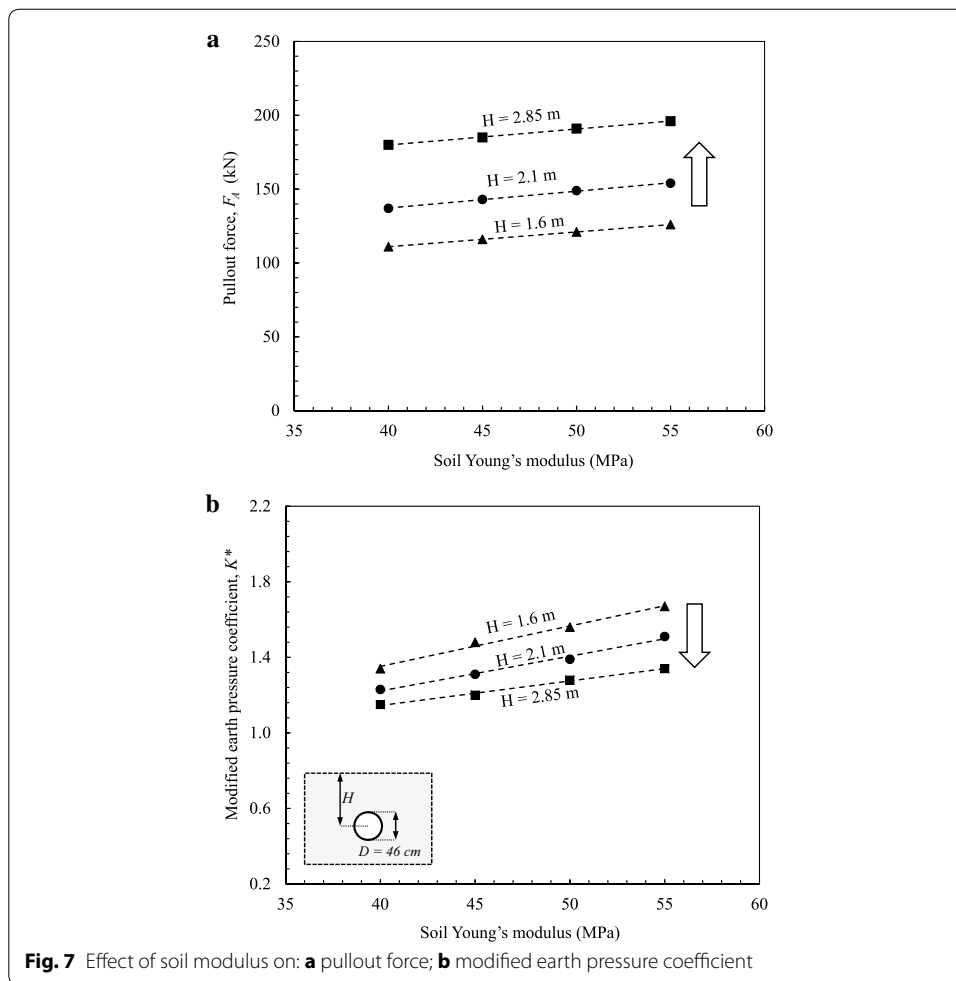 a
250
200
150
100
50
0
Pullout force, F_A (kN)
H = 2.85 m
H = 2.1 m
H = 1.6 m
35 40 45 50 55 60
Soil Young's modulus (MPa)
b
2.2
1.8
1.4
1.0
0.6
0.2
Modified earth pressure coefficient, K*
H = 1.6 m
H = 2.1 m
H = 2.85 m
H
D = 46 cm
35 40 45 50 55 60
Soil Young's modulus (MPa)
Fig. 7 Effect of soil modulus on: a pullout force; b modified earth pressure coefficient